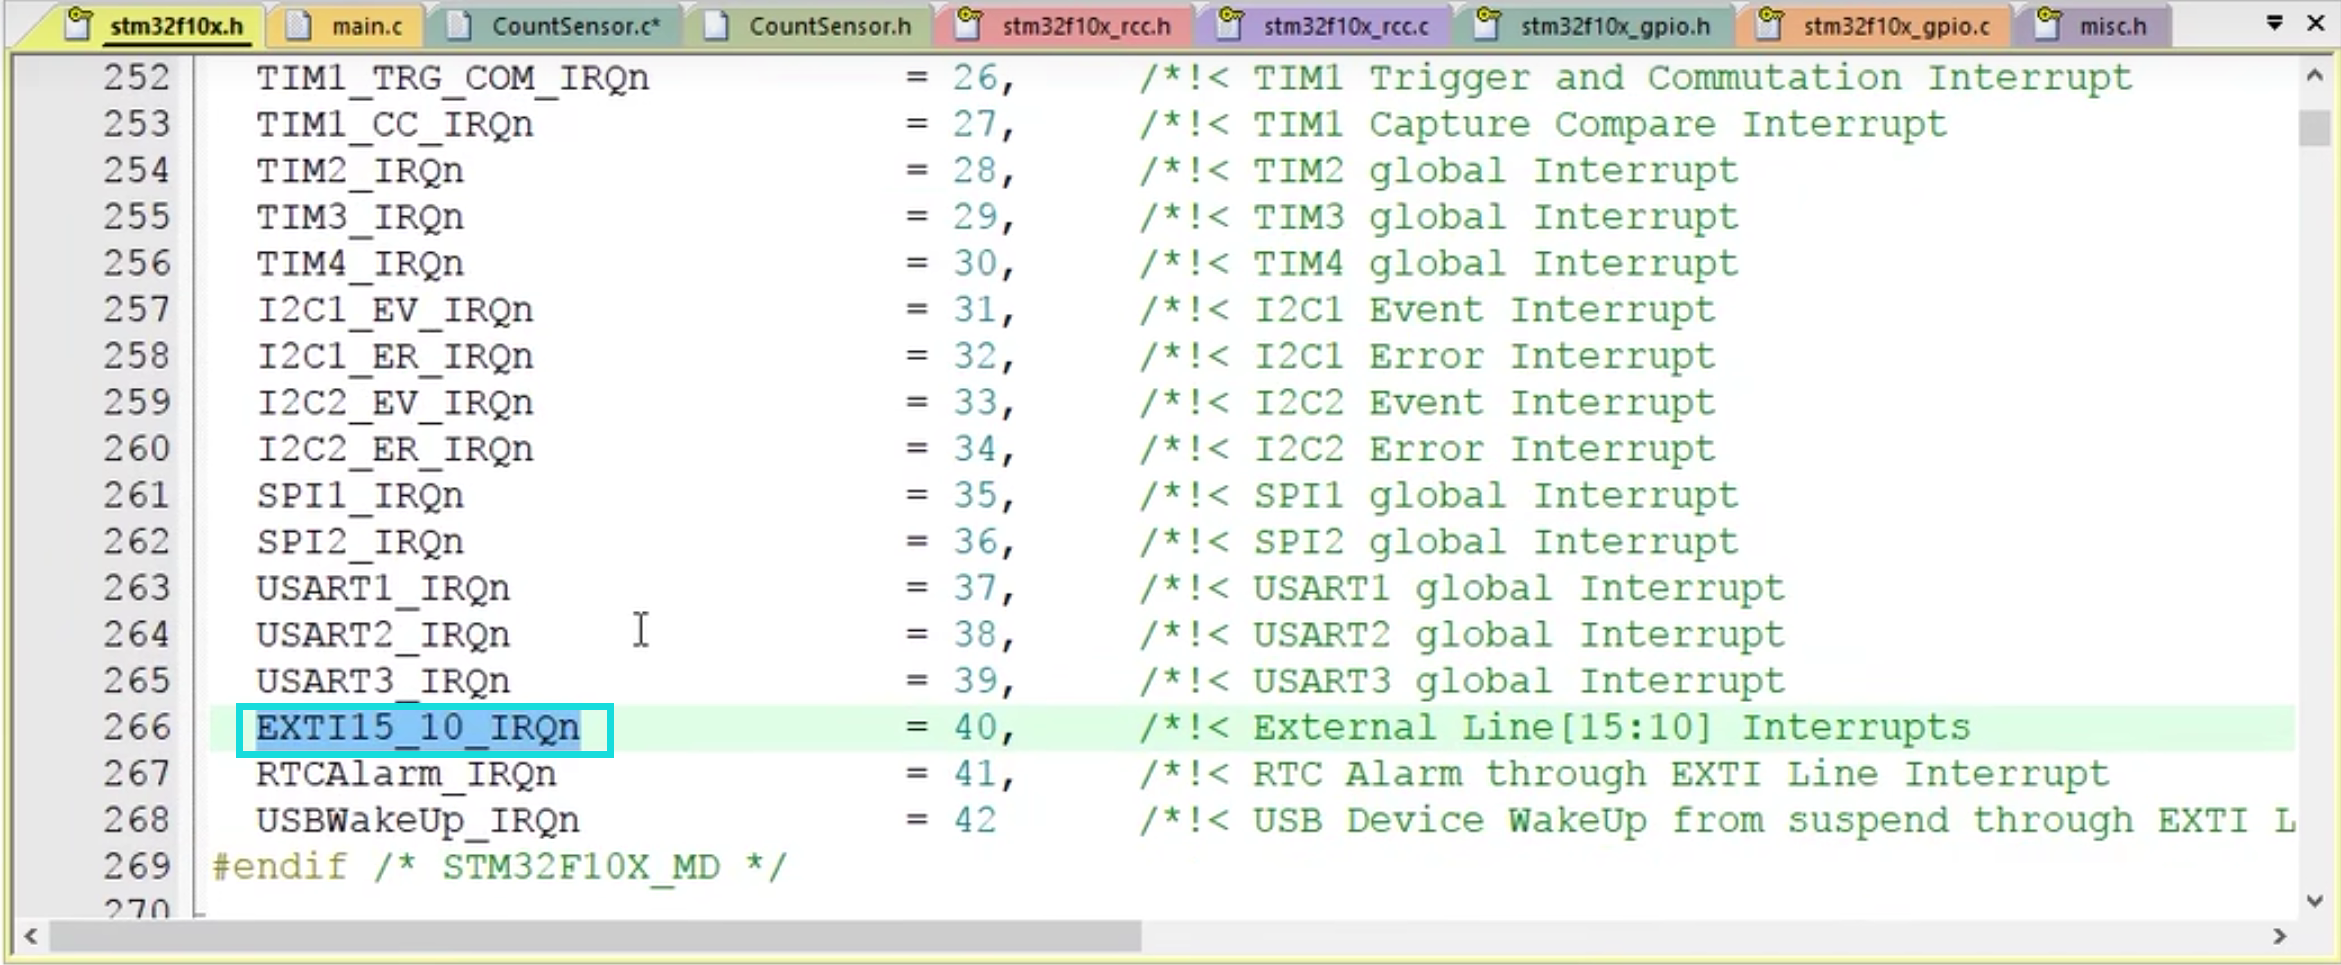 stm32f10x.h main.c CountSensor.c* CountSensor.h stm32f10x_rcc.h stm32f10x_rcc.c stm32f10x_gpio.h stm32f10x_gpio.c misc.h
252 TIM1_TRG_COM_IRQn = 26, /*!< TIM1 Trigger and Commutation Interrupt
253 TIM1_CC_IRQn = 27, /*!< TIM1 Capture Compare Interrupt
254 TIM2_IRQn = 28, /*!< TIM2 global Interrupt
255 TIM3_IRQn = 29, /*!< TIM3 global Interrupt
256 TIM4_IRQn = 30, /*!< TIM4 global Interrupt
257 I2C1_EV_IRQn = 31, /*!< I2C1 Event Interrupt
258 I2C1_ER_IRQn = 32, /*!< I2C1 Error Interrupt
259 I2C2_EV_IRQn = 33, /*!< I2C2 Event Interrupt
260 I2C2_ER_IRQn = 34, /*!< I2C2 Error Interrupt
261 SPI1_IRQn = 35, /*!< SPI1 global Interrupt
262 SPI2_IRQn = 36, /*!< SPI2 global Interrupt
263 USART1_IRQn = 37, /*!< USART1 global Interrupt
264 USART2_IRQn = 38, /*!< USART2 global Interrupt
265 USART3_IRQn = 39, /*!< USART3 global Interrupt
266 EXTI15_10_IRQn = 40, /*!< External Line[15:10] Interrupts
267 RTCAlarm_IRQn = 41, /*!< RTC Alarm through EXTI Line Interrupt
268 USBWakeUp_IRQn = 42 /*!< USB Device WakeUp from suspend through EXTI L
269 #endif /* STM32F10X_MD */
270